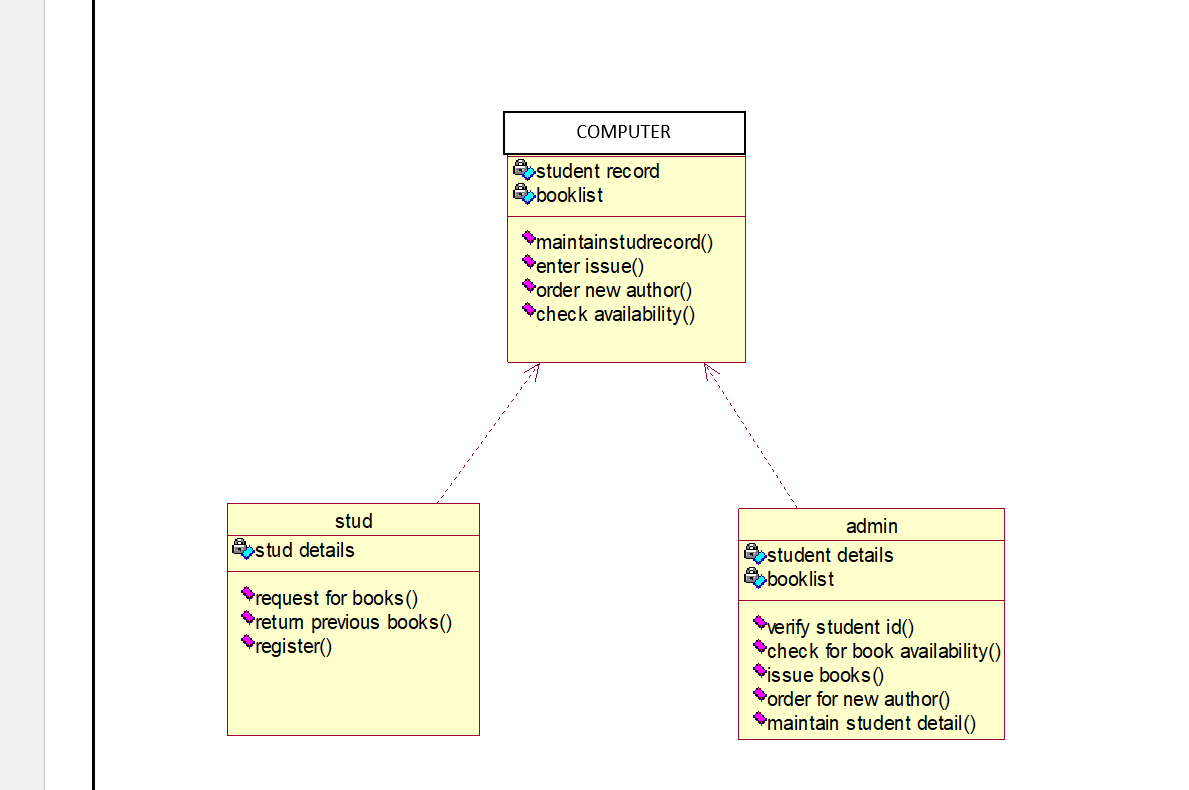 COMPUTER
student record
booklist
maintainstudrecord()
enter issue()
order new author()
check availability()
stud
stud details
request for books()
return previous books()
register()
admin
student details
booklist
verify student id()
check for book availability()
issue books()
order for new author()
maintain student detail()